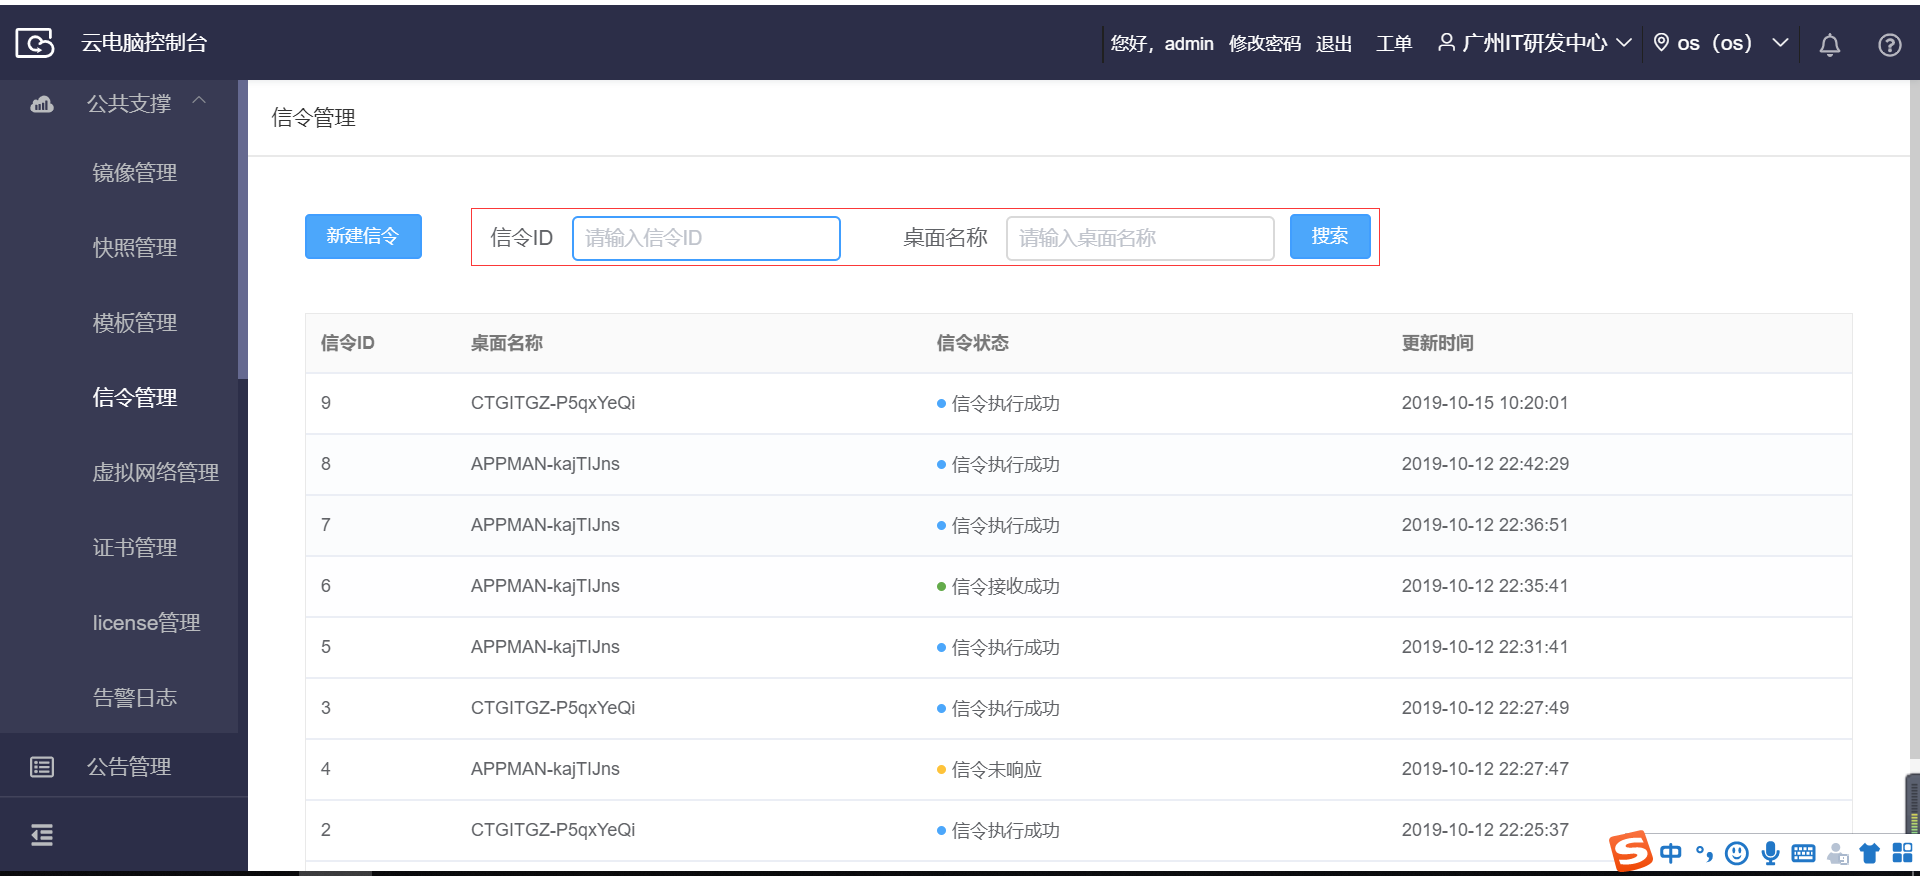 云电脑控制台
您好，admin 修改密码 退出 工单 广州IT研发中心 os（os）
公共支撑
镜像管理
快照管理
模板管理
信令管理
虚拟网络管理
证书管理
license管理
告警日志
公告管理
信令管理
新建信令 信令ID 请输入信令ID 桌面名称 请输入桌面名称 搜索
信令ID 桌面名称 信令状态 更新时间
9 CTGITGZ-P5qxYeQi 信令执行成功 2019-10-15 10:20:01
8 APPMAN-kajTIJns 信令执行成功 2019-10-12 22:42:29
7 APPMAN-kajTIJns 信令执行成功 2019-10-12 22:36:51
6 APPMAN-kajTIJns 信令接收成功 2019-10-12 22:35:41
5 APPMAN-kajTIJns 信令执行成功 2019-10-12 22:31:41
3 CTGITGZ-P5qxYeQi 信令执行成功 2019-10-12 22:27:49
4 APPMAN-kajTIJns 信令未响应 2019-10-12 22:27:47
2 CTGITGZ-P5qxYeQi 信令执行成功 2019-10-12 22:25:37
中